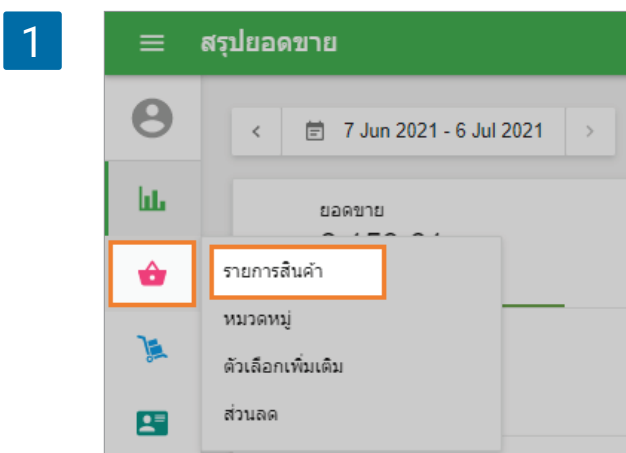 1
สรุปยอดขาย
7 Jun 2021 - 6 Jul 2021
ยอดขาย
รายการสินค้า
หมวดหมู่
ตัวเลือกเพิ่มเติม
ส่วนลด